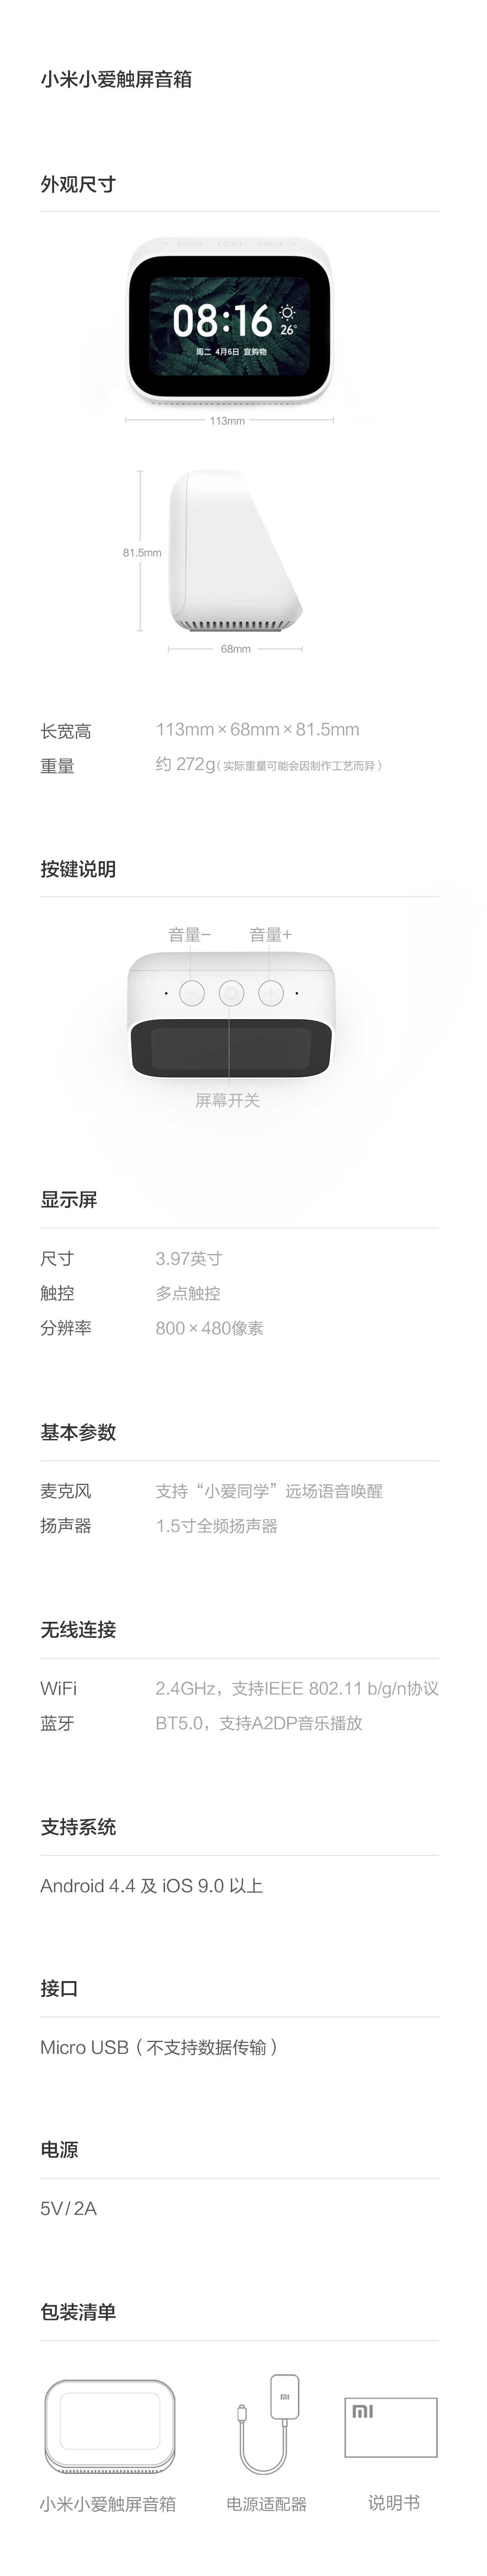 小米小爱触屏音箱
外观尺寸
08:16
26°
周二 4月6日 宜购物
113mm
81.5mm
68mm
长宽高 113mm×68mm×81.5mm
重量 约 272g(实际重量可能会因制作工艺而异)
按键说明
音量− 音量+
屏幕开关
显示屏
尺寸 3.97英寸
触控 多点触控
分辨率 800×480像素
基本参数
麦克风 支持“小爱同学”远场语音唤醒
扬声器 1.5寸全频扬声器
无线连接
WiFi 2.4GHz，支持IEEE 802.11 b/g/n协议
蓝牙 BT5.0，支持A2DP音乐播放
支持系统
Android 4.4 及 iOS 9.0 以上
接口
Micro USB（不支持数据传输）
电源
5V/2A
包装清单
MI
MI
小米小爱触屏音箱 电源适配器 说明书